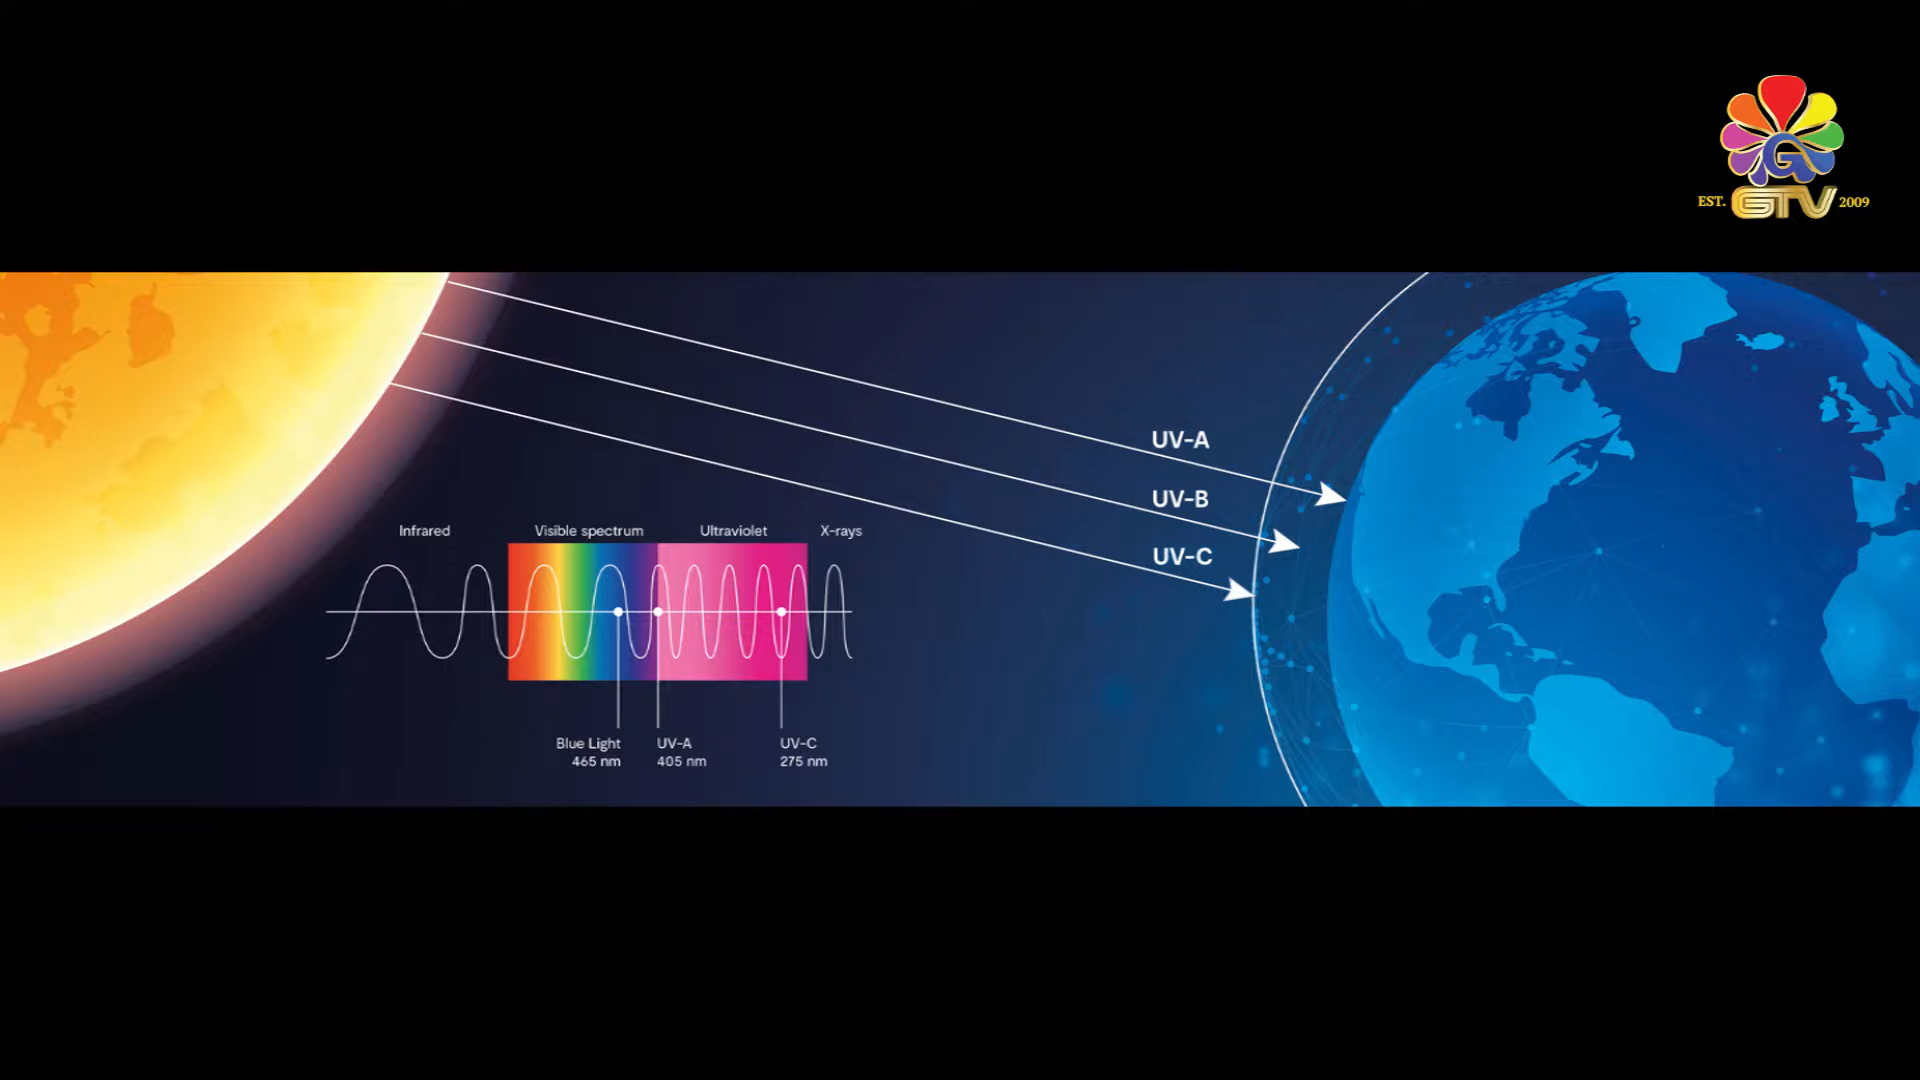 EST. GTV 2009
UV-A
UV-B
UV-C
Infrared Visible spectrum Ultraviolet X-rays
Blue Light UV-A UV-C
465 nm 405 nm 275 nm